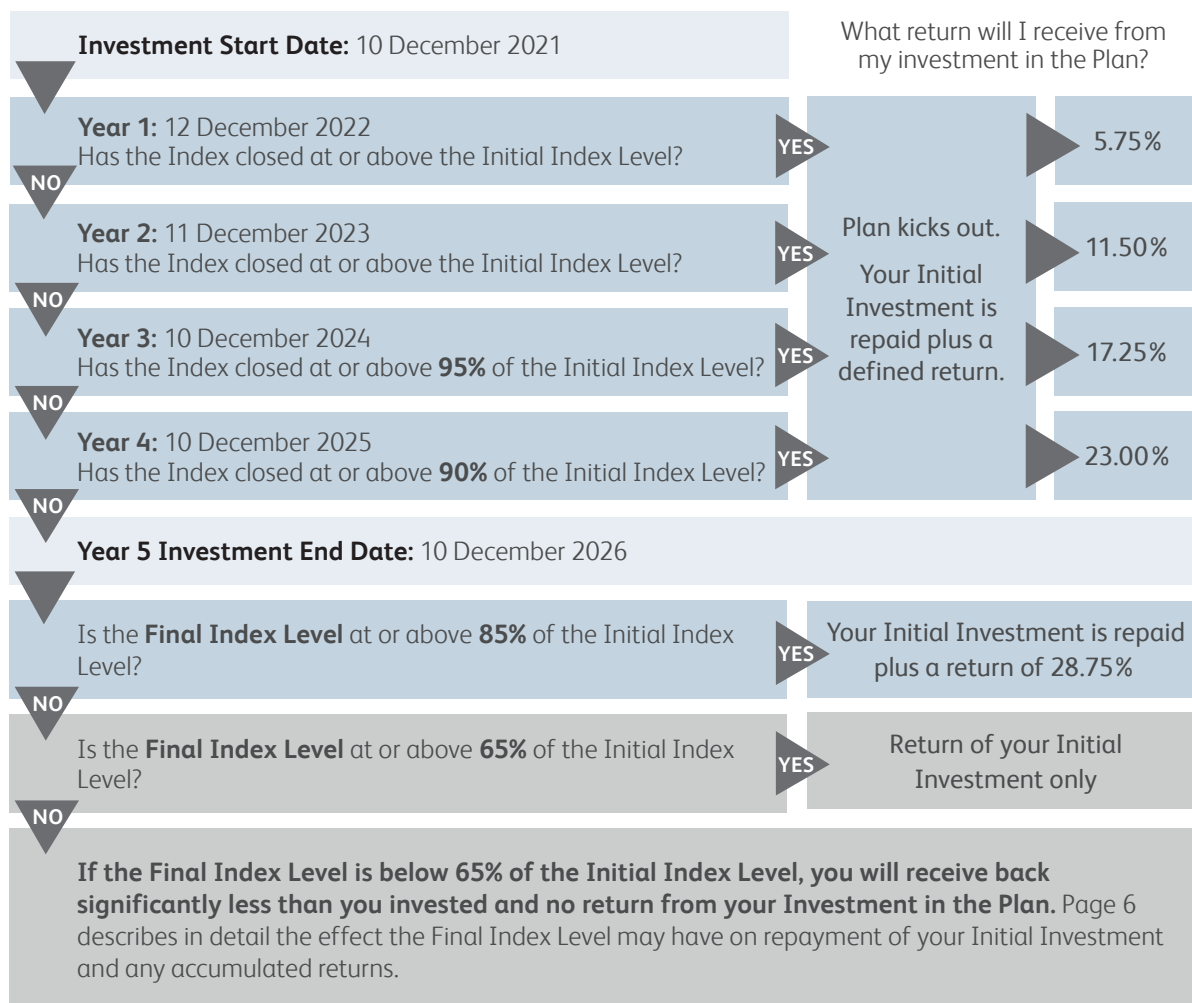 Investment Start Date: 10 December 2021
What return will I receive from
my investment in the Plan?
Year 1: 12 December 2022
Has the Index closed at or above the Initial Index Level?
YES
5.75%
NO
Year 2: 11 December 2023
Has the Index closed at or above the Initial Index Level?
YES
Plan kicks out.
Your Initial
Investment is
repaid plus a
defined return.
11.50%
NO
Year 3: 10 December 2024
Has the Index closed at or above 95% of the Initial Index Level?
YES
17.25%
NO
Year 4: 10 December 2025
Has the Index closed at or above 90% of the Initial Index Level?
YES
23.00%
NO
Year 5 Investment End Date: 10 December 2026
Is the Final Index Level at or above 85% of the Initial Index
Level?
YES
Your Initial Investment is repaid
plus a return of 28.75%
NO
Is the Final Index Level at or above 65% of the Initial Index
Level?
YES
Return of your Initial
Investment only
NO
If the Final Index Level is below 65% of the Initial Index Level, you will receive back
significantly less than you invested and no return from your Investment in the Plan. Page 6
describes in detail the effect the Final Index Level may have on repayment of your Initial Investment
and any accumulated returns.